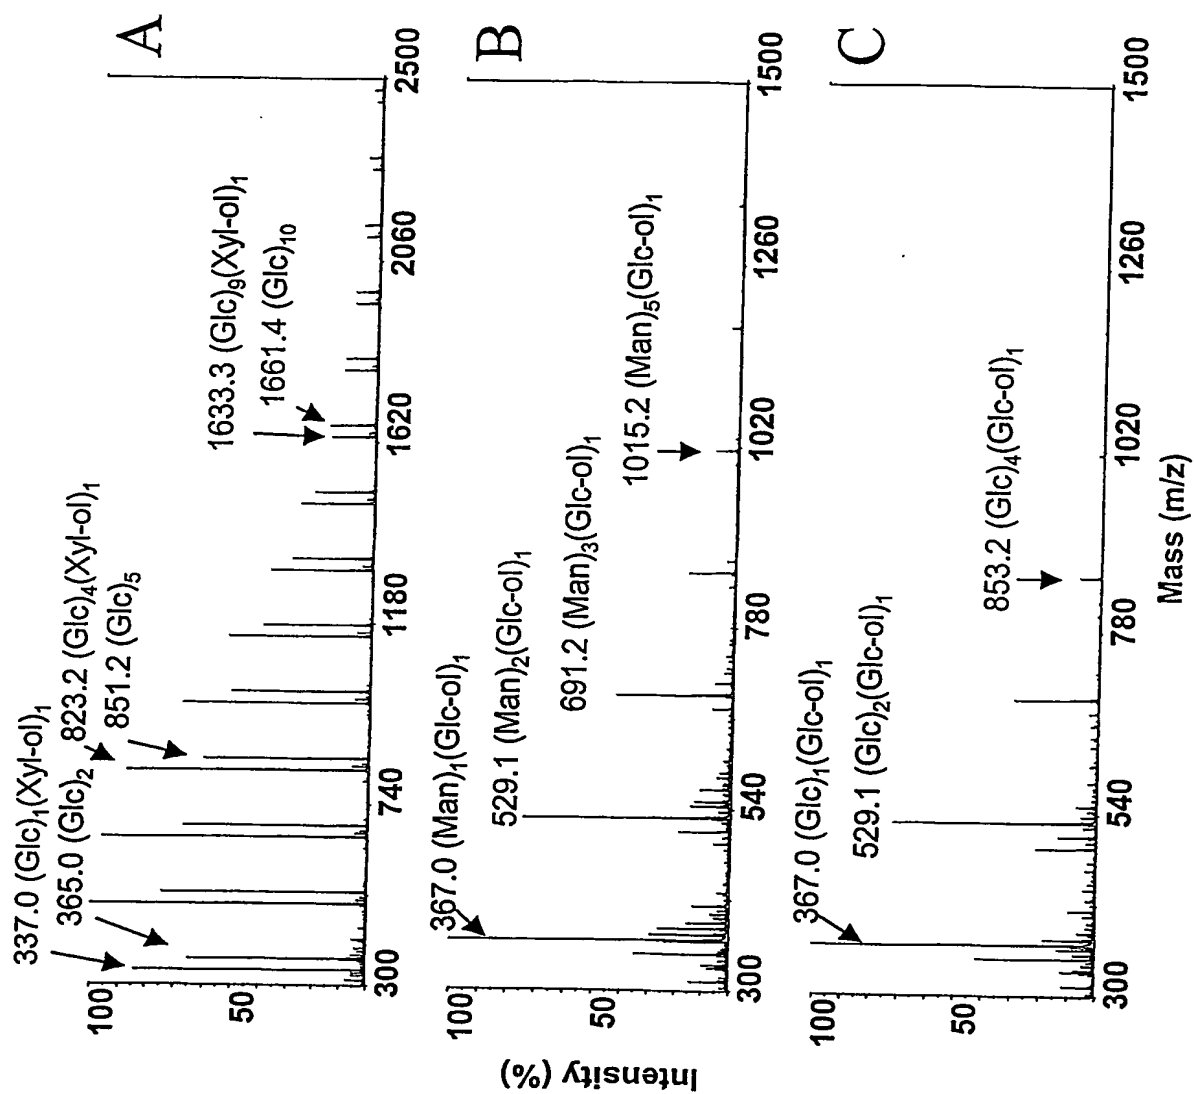 A
337.0 (Glc)1(Xyl-ol)1
365.0 (Glc)2
823.2 (Glc)4(Xyl-ol)1
851.2 (Glc)5
1633.3 (Glc)9(Xyl-ol)1
1661.4 (Glc)10
100
50
300
740
1180
1620
2060
2500
B
367.0 (Man)1(Glc-ol)1
529.1 (Man)2(Glc-ol)1
691.2 (Man)3(Glc-ol)1
1015.2 (Man)5(Glc-ol)1
100
50
300
540
780
1020
1260
1500
C
367.0 (Glc)1(Glc-ol)1
529.1 (Glc)2(Glc-ol)1
853.2 (Glc)4(Glc-ol)1
100
50
300
540
780
1020
1260
1500
Intensity (%)
Mass (m/z)